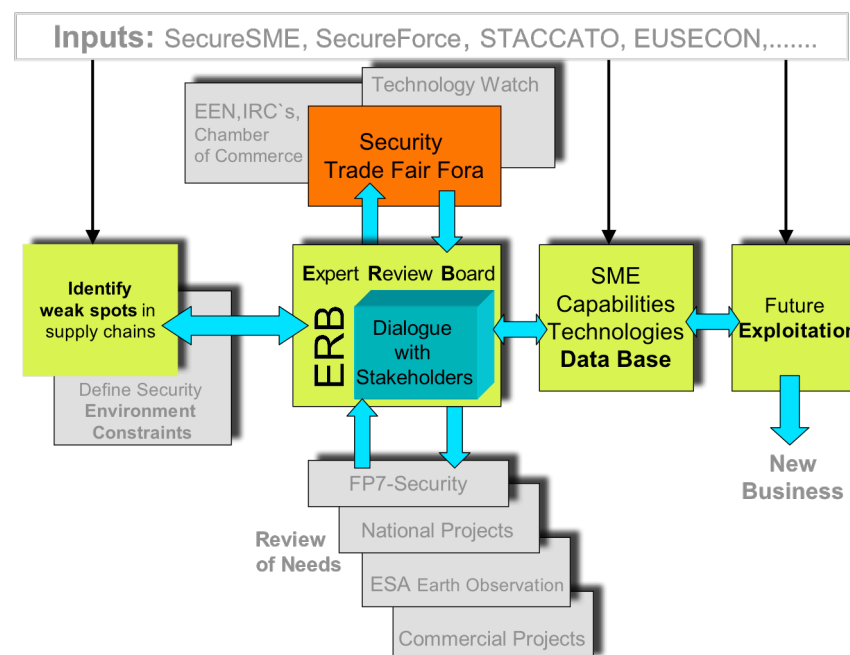 Inputs: SecureSME, SecureForce, STACCATO, EUSECON,.......
Technology Watch
EEN,IRC`s,
Chamber
of Commerce
Security
Trade Fair Fora
Identify
weak spots in
supply chains
Define Security
Environment
Constraints
Expert Review Board
ERB
Dialogue
with
Stakeholders
SME
Capabilities
Technologies
Data Base
Future
Exploitation
New
Business
FP7-Security
National Projects
ESA Earth Observation
Commercial Projects
Review
of Needs